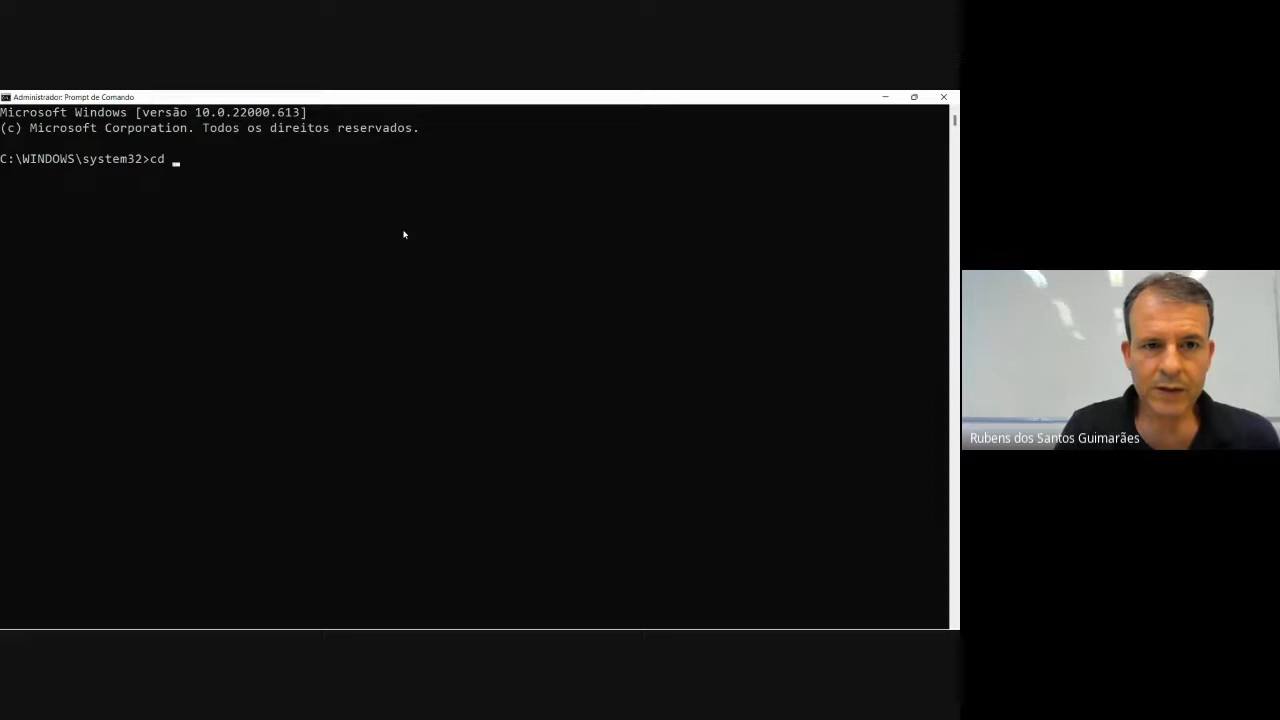 Administrador: Prompt de Comando
Microsoft Windows [versão 10.0.22000.613]
(c) Microsoft Corporation. Todos os direitos reservados.
C:\WINDOWS\system32>cd
Rubens dos Santos Guimarães